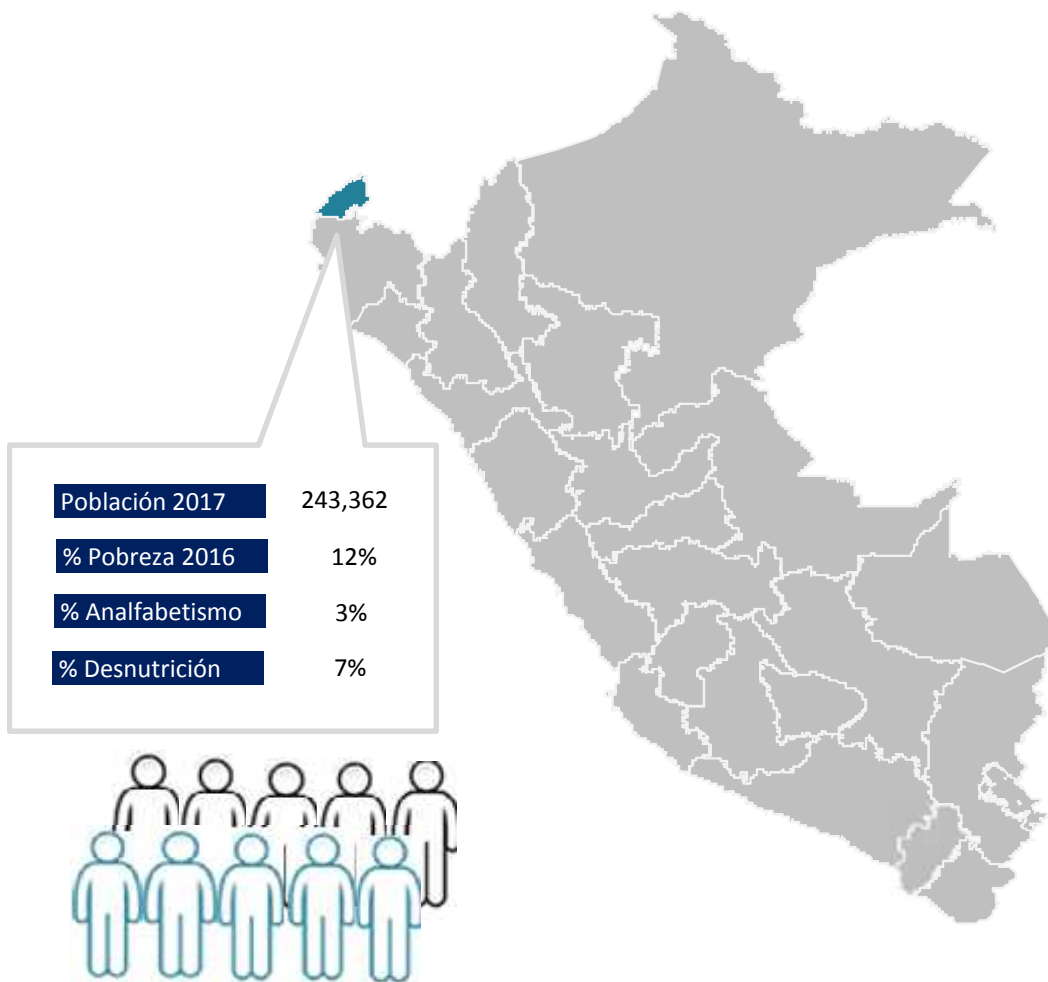 Población 2017 243,362
% Pobreza 2016 12%
% Analfabetismo 3%
% Desnutrición 7%